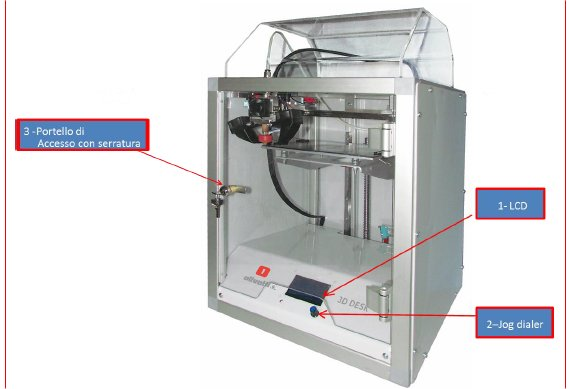 3 -Portello di
Accesso con serratura
1- LCD
olivetti
3D DESK
2–Jog dialer